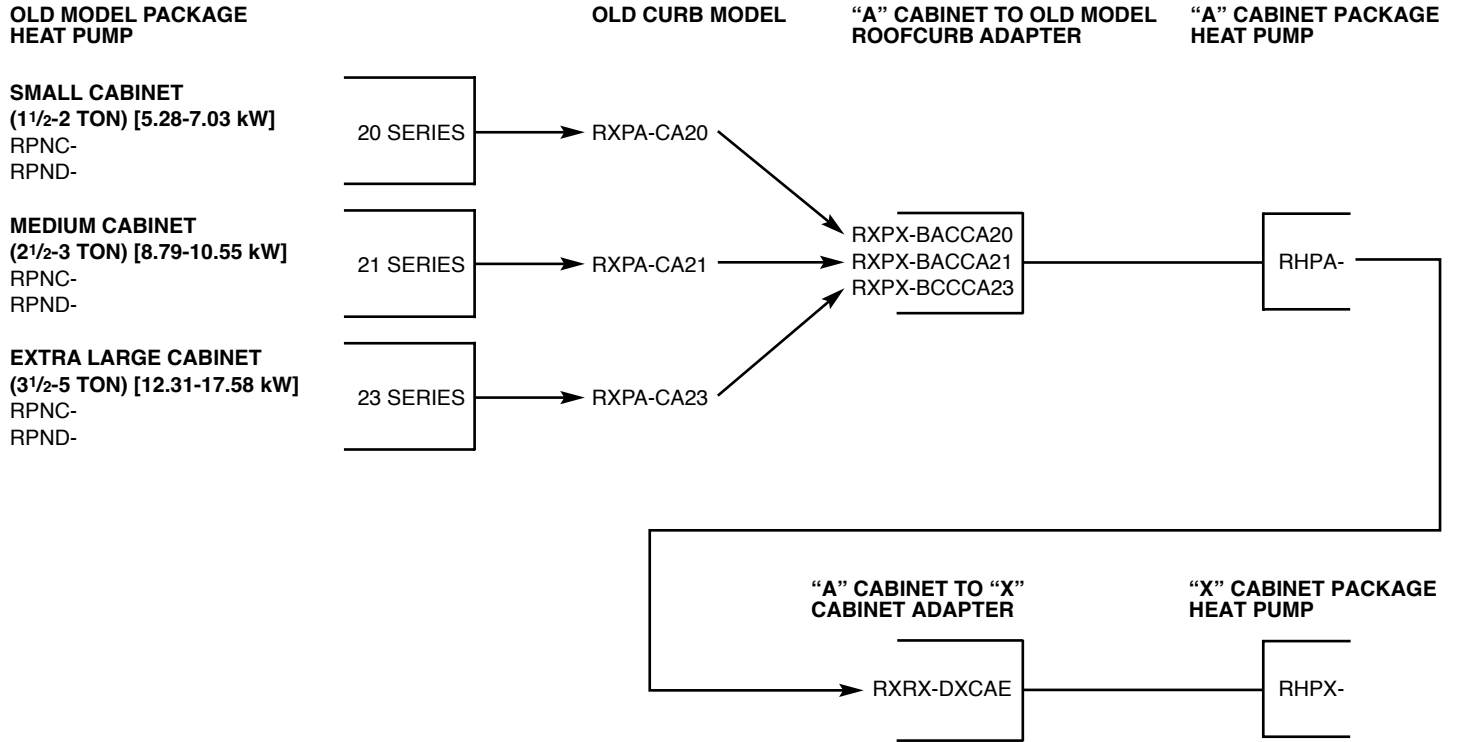 OLD MODEL PACKAGE
HEAT PUMP
OLD CURB MODEL
“A” CABINET TO OLD MODEL
ROOFCURB ADAPTER
“A” CABINET PACKAGE
HEAT PUMP
SMALL CABINET
(11/2-2 TON) [5.28-7.03 kW]
RPNC-
RPND-
20 SERIES
RXPA-CA20
MEDIUM CABINET
(21/2-3 TON) [8.79-10.55 kW]
RPNC-
RPND-
21 SERIES
RXPA-CA21
RXPX-BACCA20
RXPX-BACCA21
RXPX-BCCCA23
RHPA-
EXTRA LARGE CABINET
(31/2-5 TON) [12.31-17.58 kW]
RPNC-
RPND-
23 SERIES
RXPA-CA23
“A” CABINET TO “X”
CABINET ADAPTER
“X” CABINET PACKAGE
HEAT PUMP
RXRX-DXCAE
RHPX-